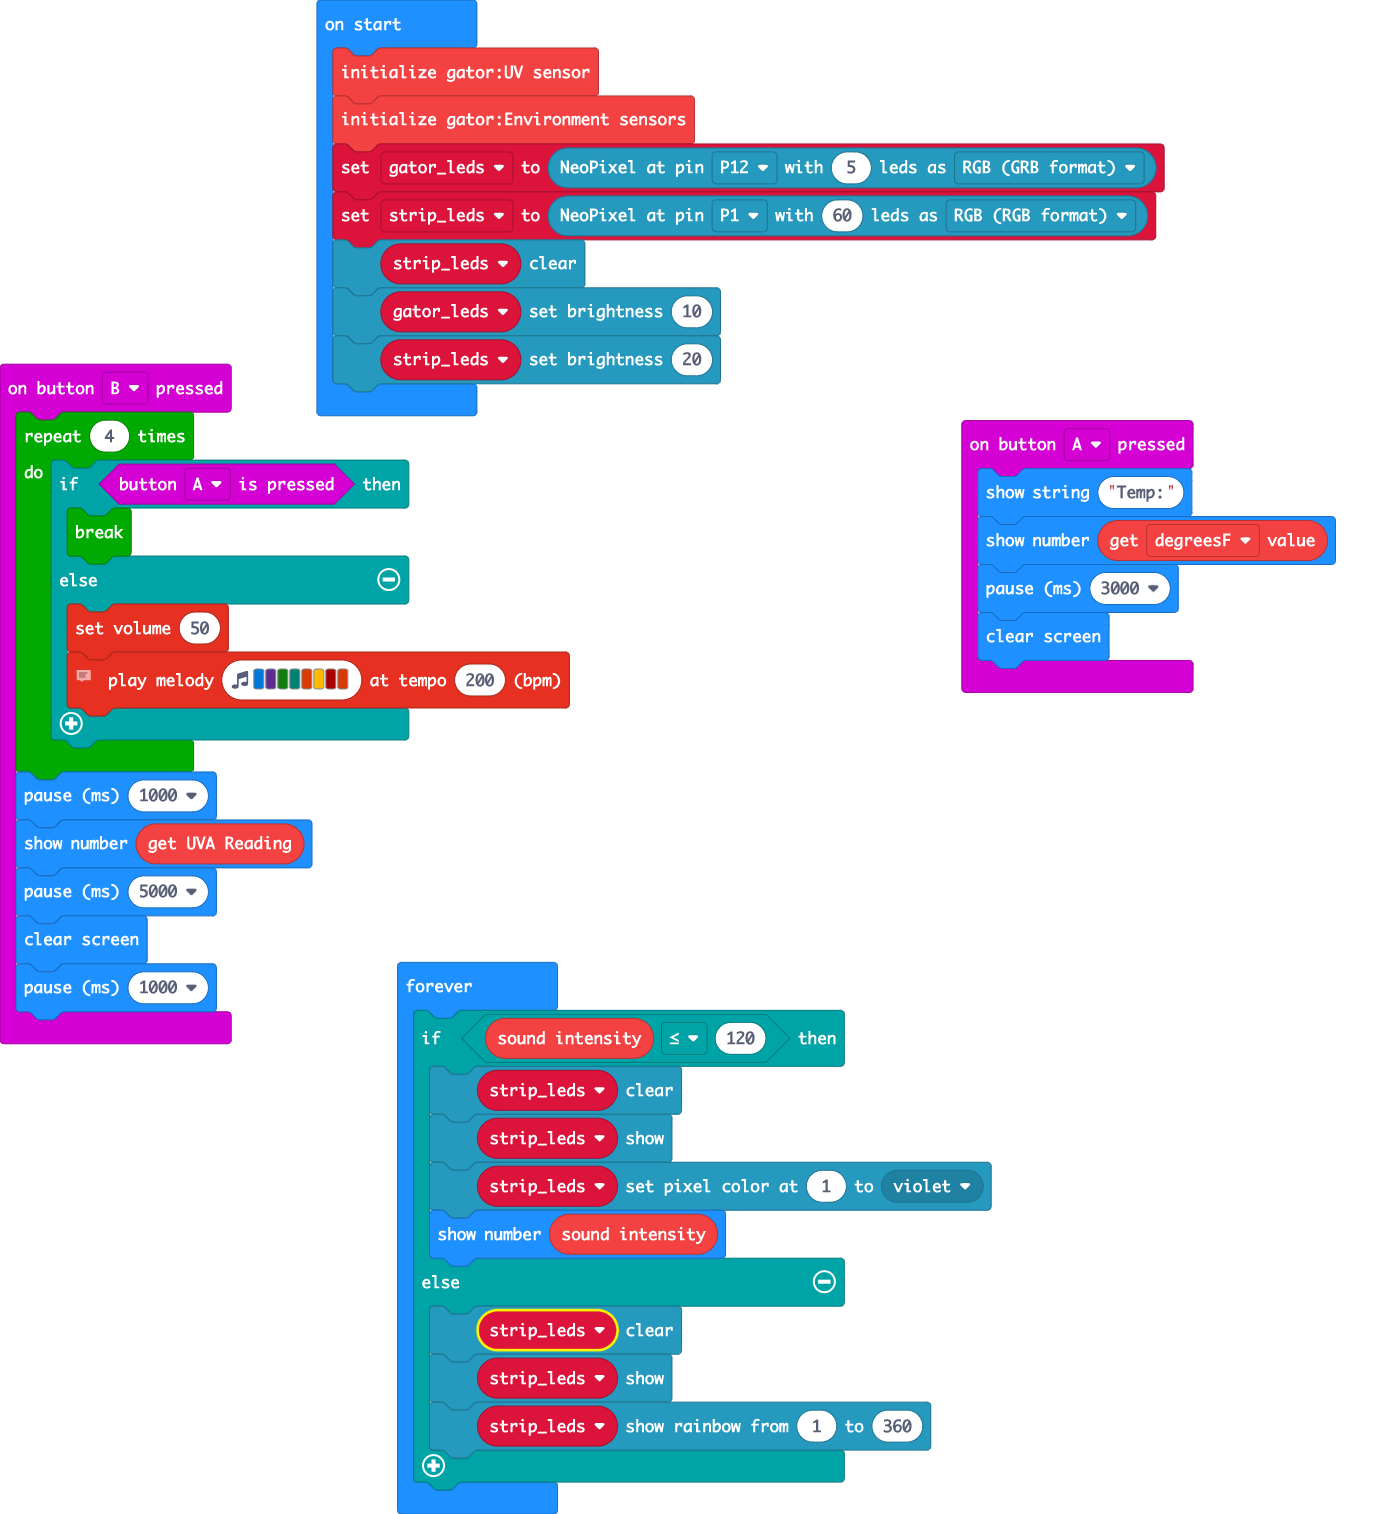 on start
initialize gator:UV sensor
initialize gator:Environment sensors
set gator_leds to NeoPixel at pin P12 with 5 leds as RGB (GRB format)
set strip_leds to NeoPixel at pin P1 with 60 leds as RGB (RGB format)
strip_leds clear
gator_leds set brightness 10
strip_leds set brightness 20
on button B pressed
repeat 4 times
do
if button A is pressed then
break
else
set volume 50
play melody at tempo 200 (bpm)
pause (ms) 1000
show number get UVA Reading
pause (ms) 5000
clear screen
pause (ms) 1000
on button A pressed
show string "Temp:"
show number get degreesF value
pause (ms) 3000
clear screen
forever
if sound intensity ≤ 120 then
strip_leds clear
strip_leds show
strip_leds set pixel color at 1 to violet
show number sound intensity
else
strip_leds clear
strip_leds show
strip_leds show rainbow from 1 to 360